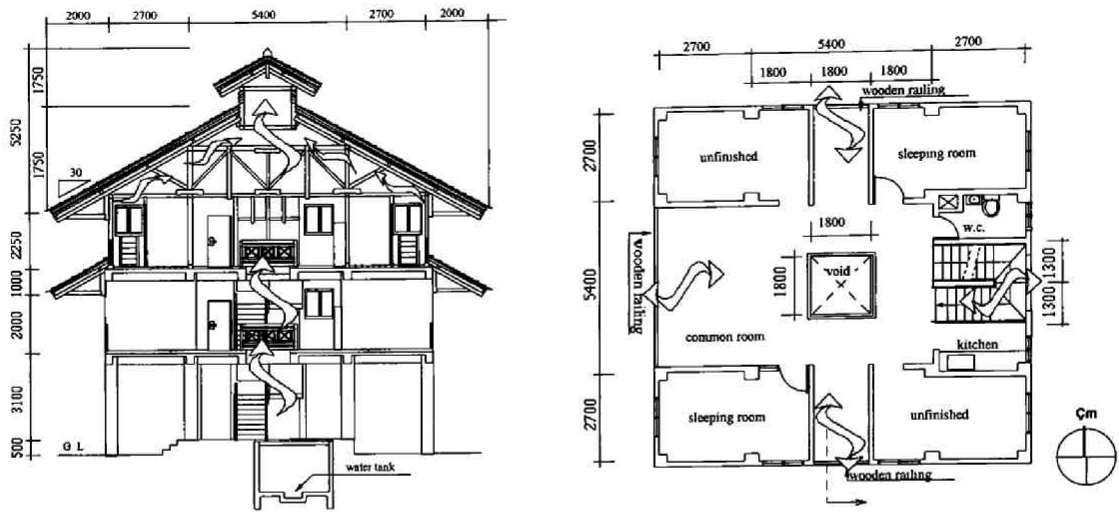 2000 2700 5400 2700 2000
1750
5250
1750
30
2250
1000
2000
3100
500
G L
water tank
2700 5400 2700
1800 1800 1800
wooden railing
2700
unfinished
sleeping room
1800
w.c.
wooden railing
5400
1800
void
1300
1300
common room
kitchen
2700
sleeping room
unfinished
wooden railing
Çm